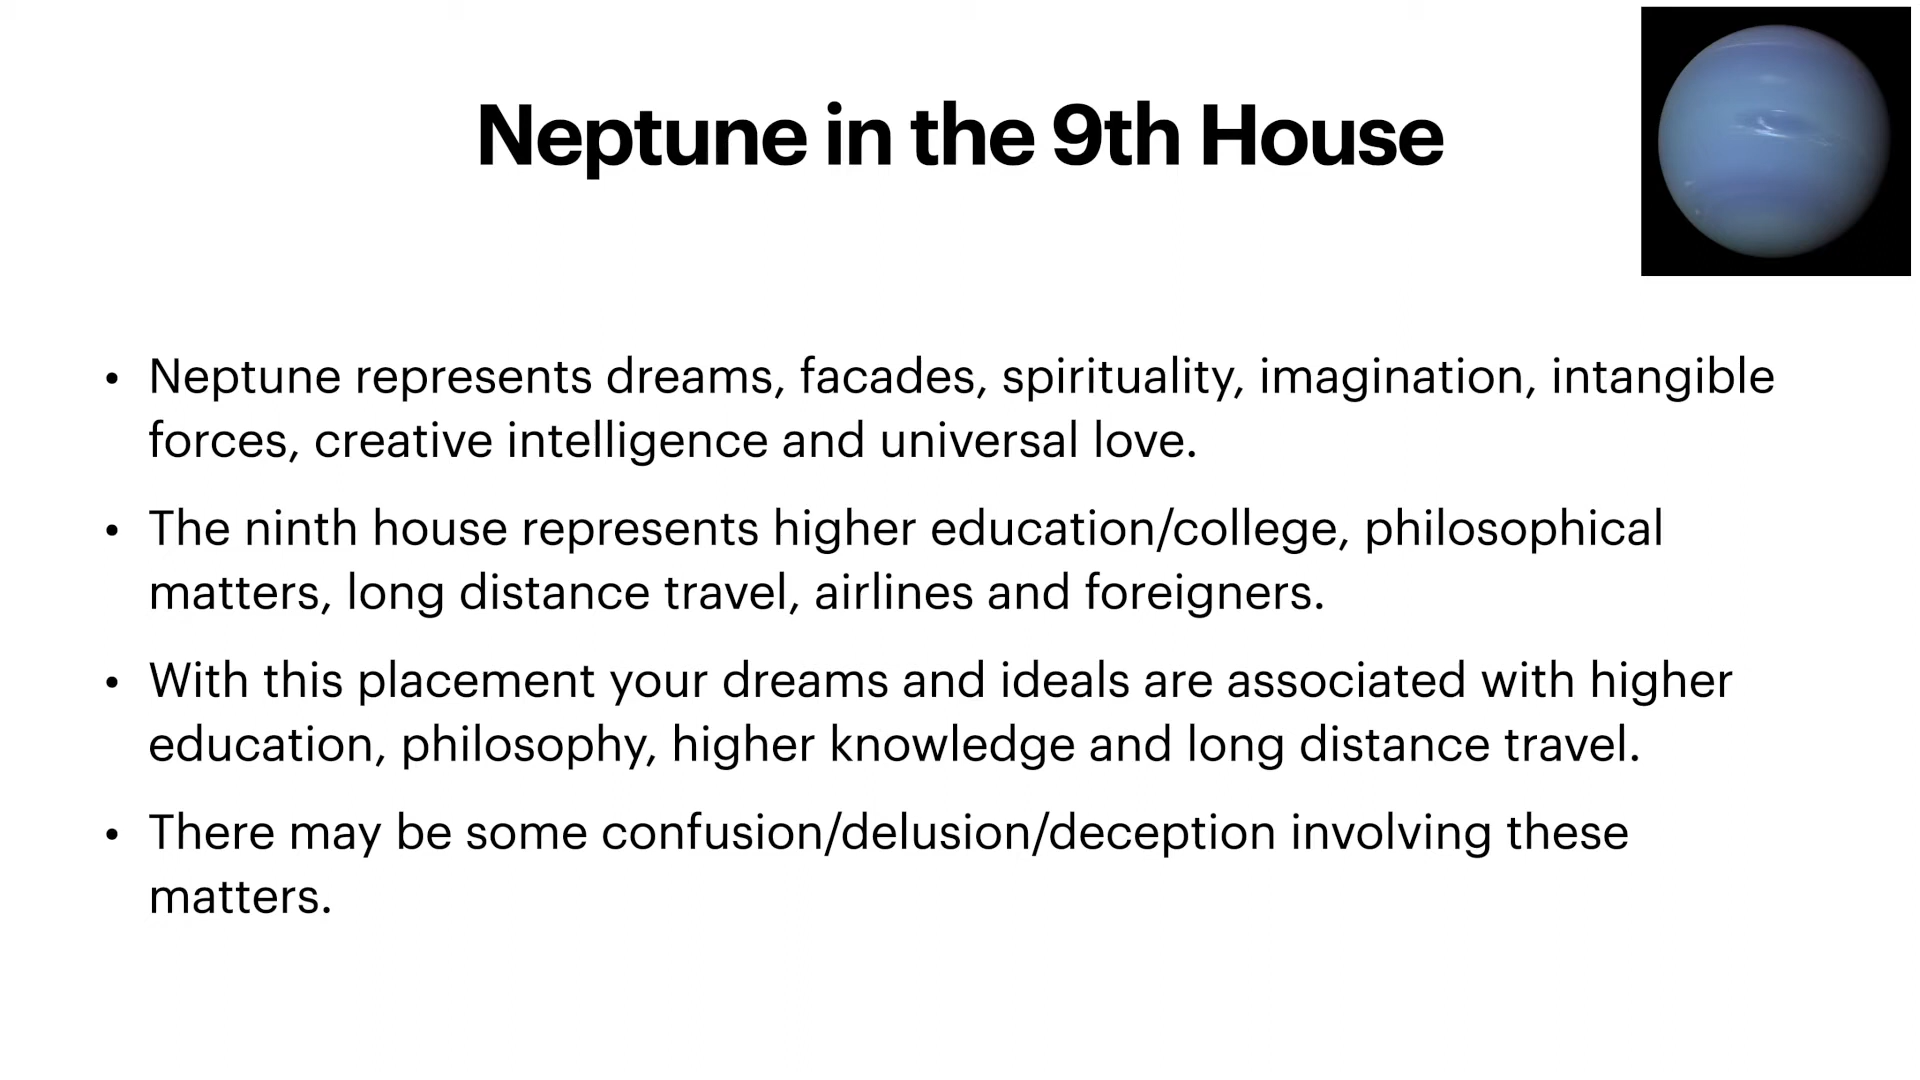 Neptune in the 9th House
• Neptune represents dreams, facades, spirituality, imagination, intangible
forces, creative intelligence and universal love.
• The ninth house represents higher education/college, philosophical
matters, long distance travel, airlines and foreigners.
• With this placement your dreams and ideals are associated with higher
education, philosophy, higher knowledge and long distance travel.
• There may be some confusion/delusion/deception involving these
matters.